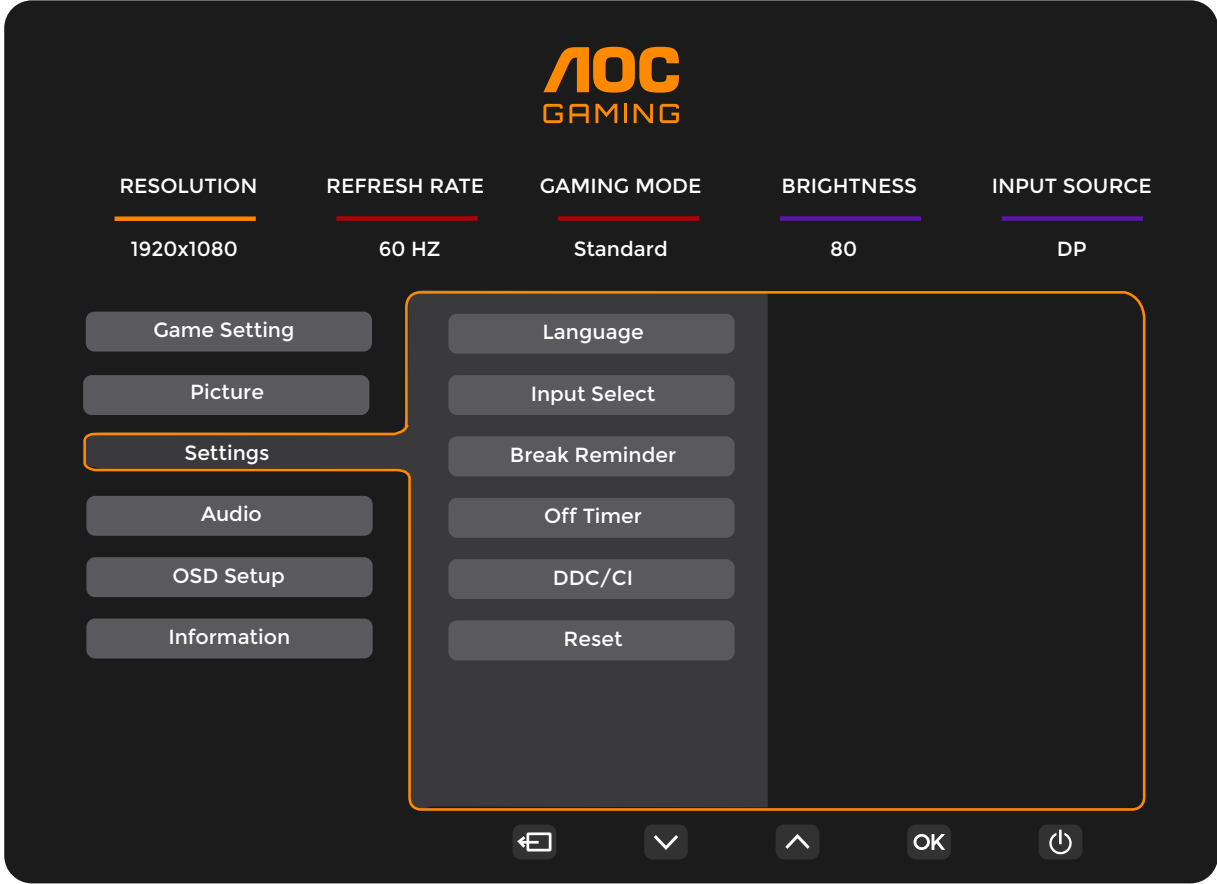 AOC
GAMING
RESOLUTION REFRESH RATE GAMING MODE BRIGHTNESS INPUT SOURCE
1920x1080 60 HZ Standard 80 DP
Game Setting Language
Picture Input Select
Settings Break Reminder
Audio Off Timer
OSD Setup DDC/CI
Information Reset
OK